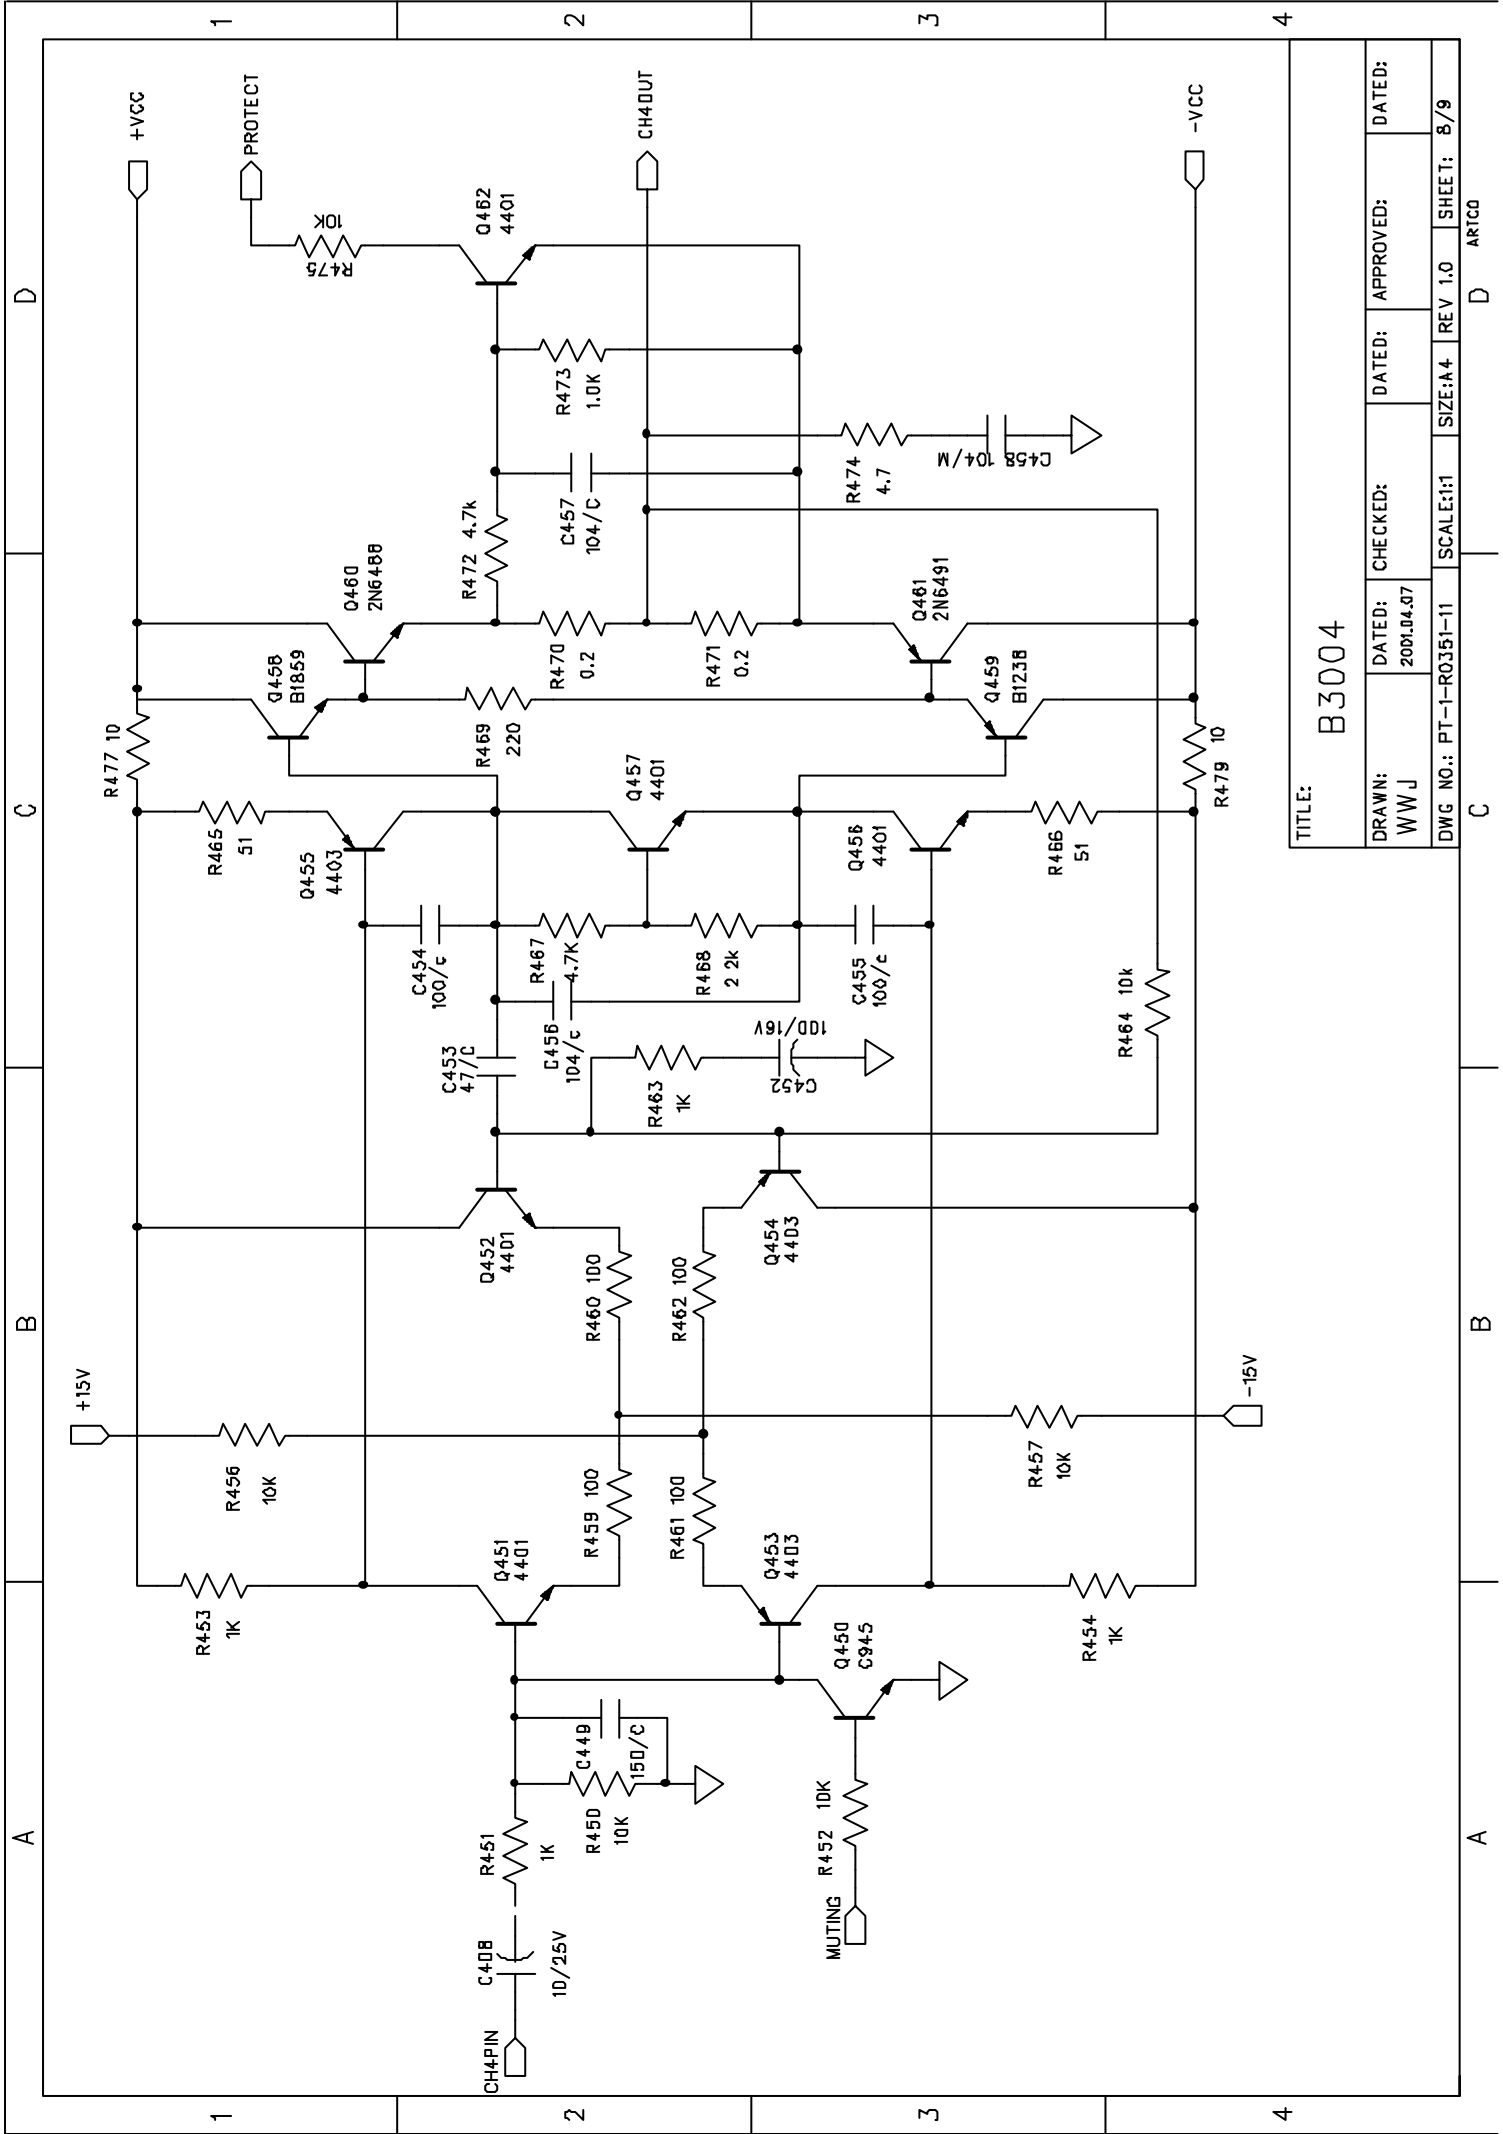 A
B
C
D
1
2
3
4
+15V
+VCC
PROTECT
R453
1K
R456
10K
R477 10
R465
51
Q455
4403
Q458
B1859
Q460
2N6488
R475
10K
Q462
4401
CH4PIN
C408
10/25V
R451
1K
R450
10K
C449
150/C
Q451
4401
R459 100
R460 100
Q452
4401
C453
47/C
C454
100/c
R467
4.7K
C456
104/c
R469
220
Q457
4401
R470
0.2
R472 4.7k
C457
104/C
R473
1.0K
CH4OUT
R461 100
R462 100
R463
1K
C452
100/16V
R468
2 2k
R471
0.2
MUTING
R452 10K
Q450
C945
Q453
4403
Q454
4403
C455
100/c
Q456
4401
Q459
B1238
Q461
2N6491
R474
4.7
C458 104/M
R454
1K
R457
10K
-15V
R464 10k
R466
51
R479 10
-VCC
TITLE:
B3004
DRAWN:
WWJ
DATED:
2001.04.07
CHECKED:
DATED:
APPROVED:
DATED:
DWG NO.: PT-1-R0351-11
SCALE:1:1
SIZE:A4
REV 1.0
SHEET: 8/9
ARTCO
1
2
3
4
A
B
C
D